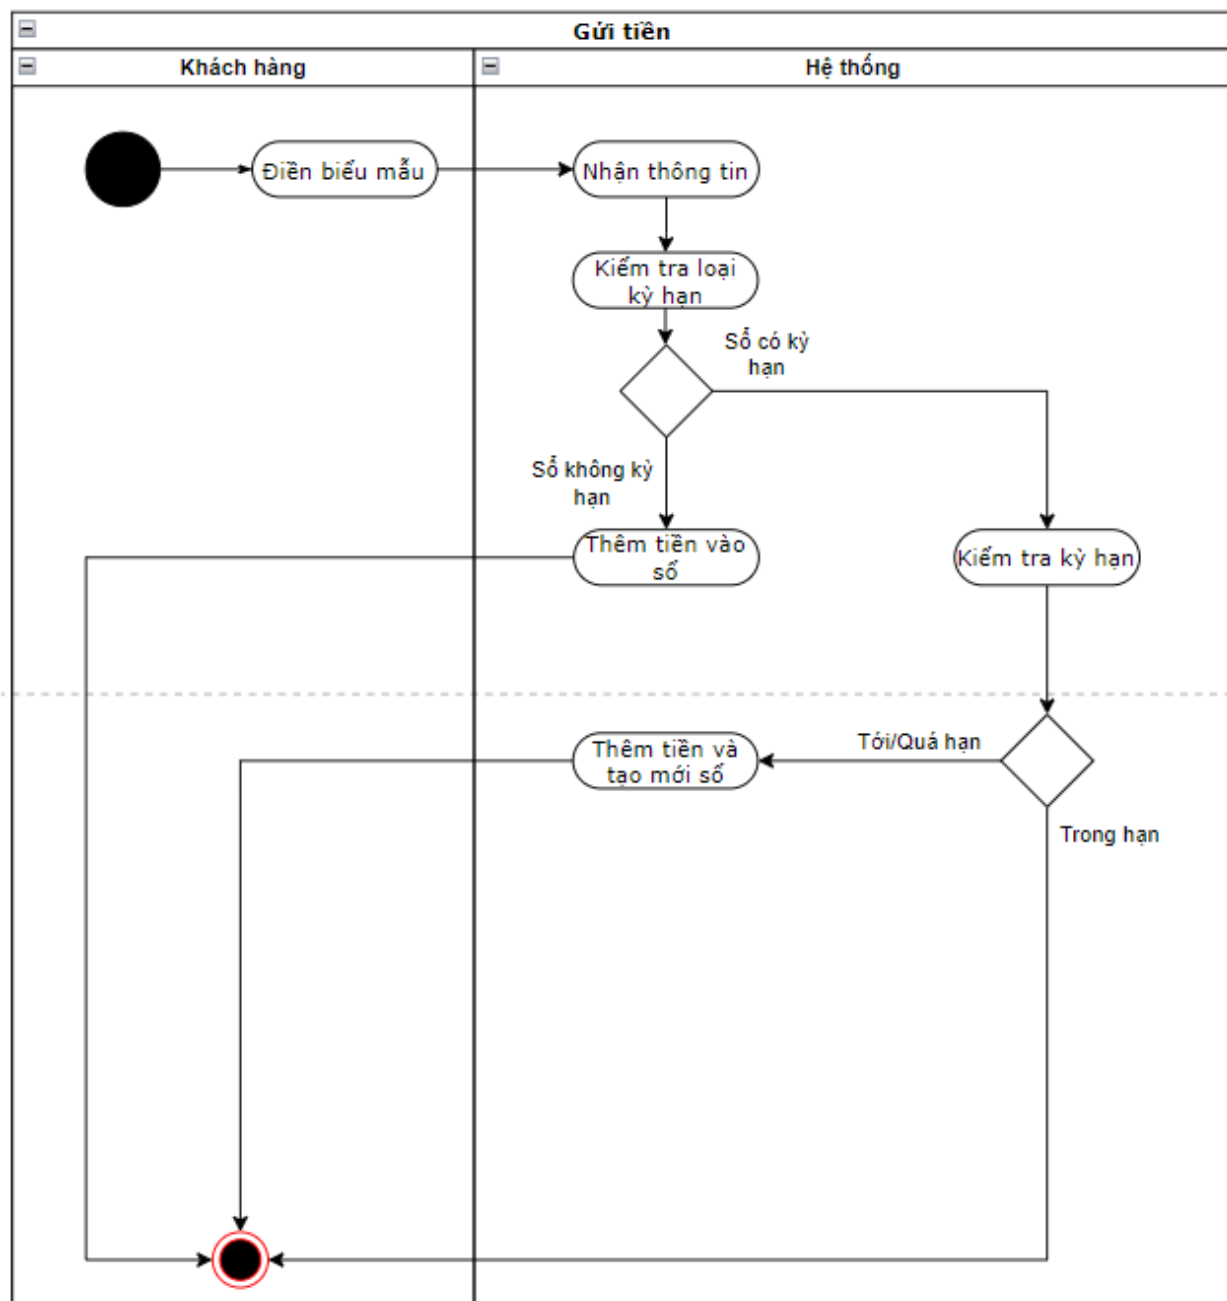 Gửi tiền
Khách hàng
Hệ thống
Điền biểu mẫu
Nhận thông tin
Kiểm tra loại
kỳ hạn
Sổ có kỳ
hạn
Sổ không kỳ
hạn
Thêm tiền vào
sổ
Kiểm tra kỳ hạn
Tới/Quá hạn
Thêm tiền và
tạo mới sổ
Trong hạn